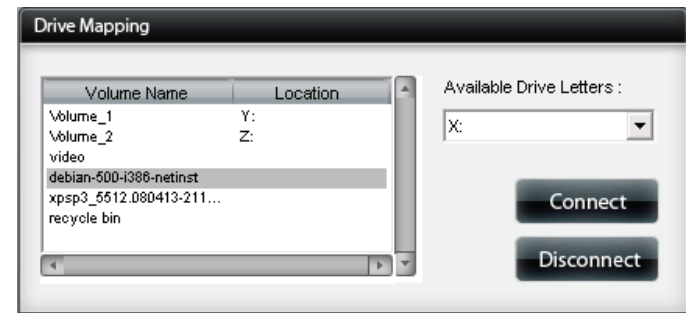 Drive Mapping
Volume Name Location
Volume_1 Y:
Volume_2 Z:
video
debian-500-i386-netinst
xpsp3_5512.080413-211...
recycle bin
Available Drive Letters :
X:
Connect
Disconnect